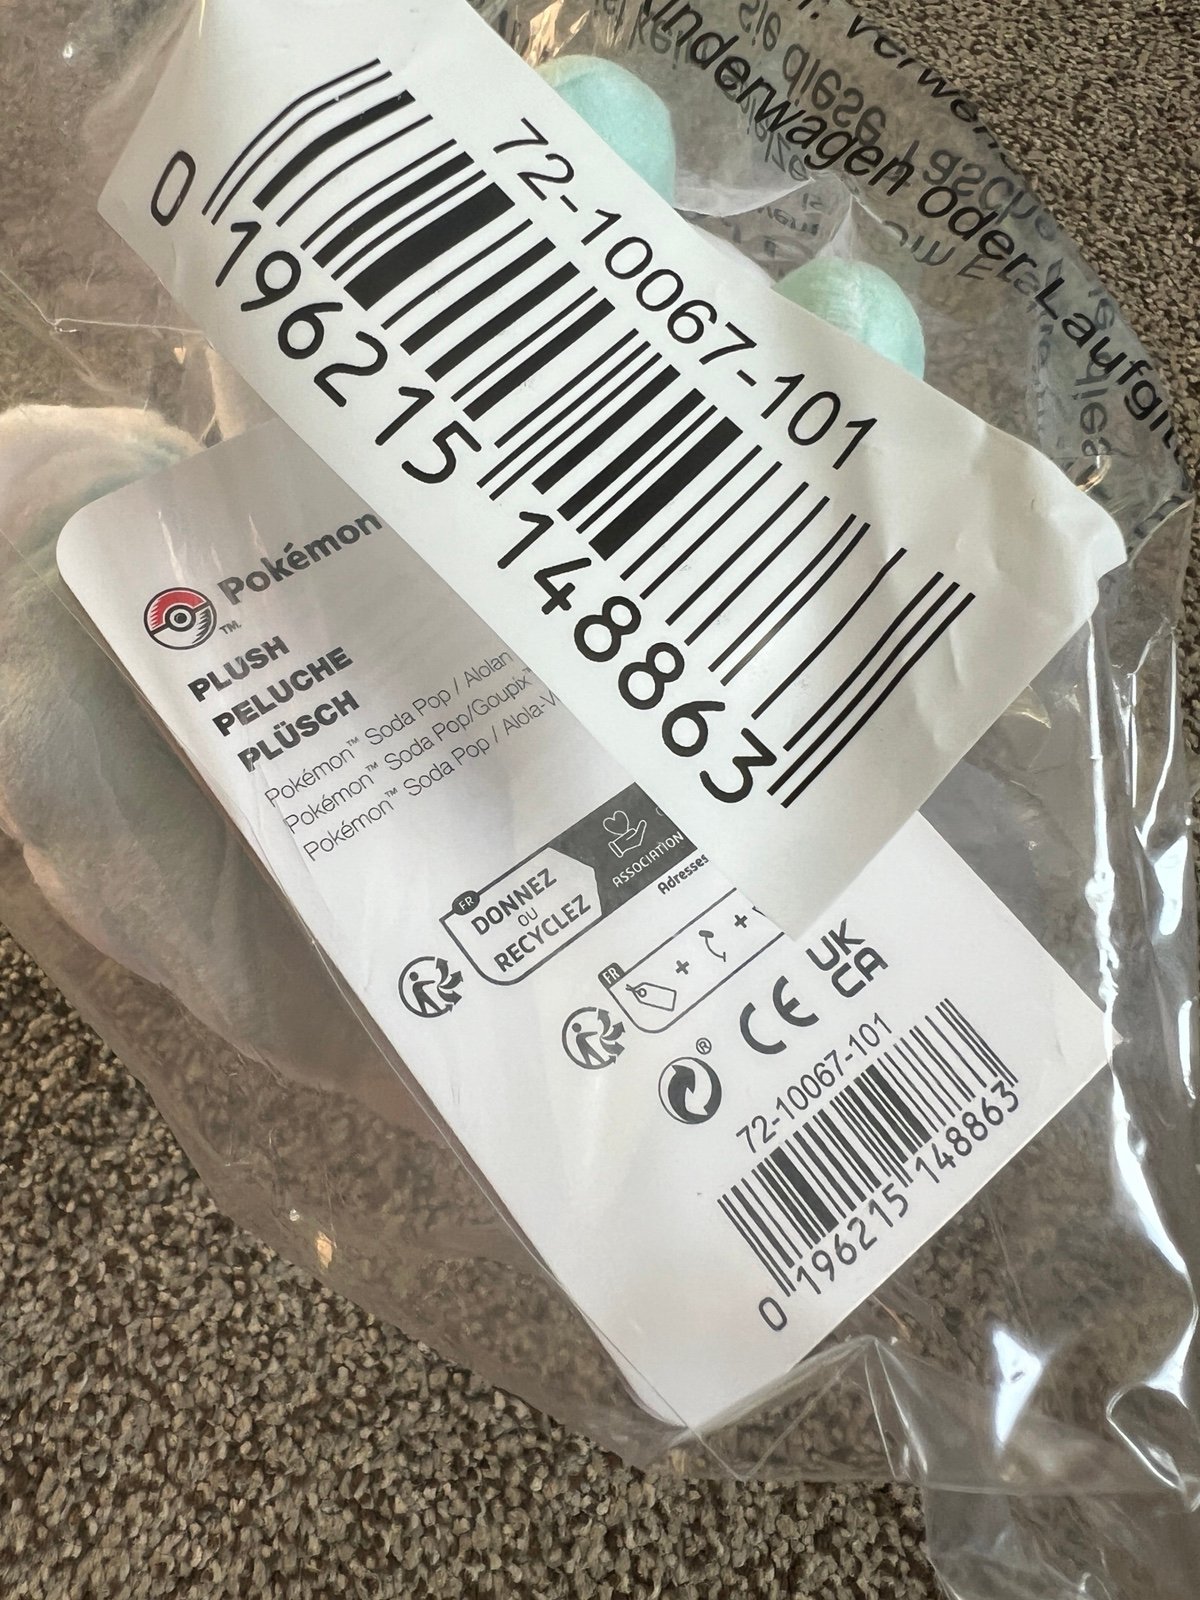 72-10067-101
0 196215 148863
Pokémon
TM
PLUSH
PELUCHE
PLÜSCH
Pokémon™ Soda Pop / Alolan
Pokémon™ Soda Pop/Goupix™
Pokémon™ Soda Pop / Alola-V
FR
DONNEZ
OU
RECYCLEZ
ASSOCIATION
Adresses
FR
+ +
CE
UK
CA
®
72-10067-101
0 196215 148863
inderwagen oder Laufgi